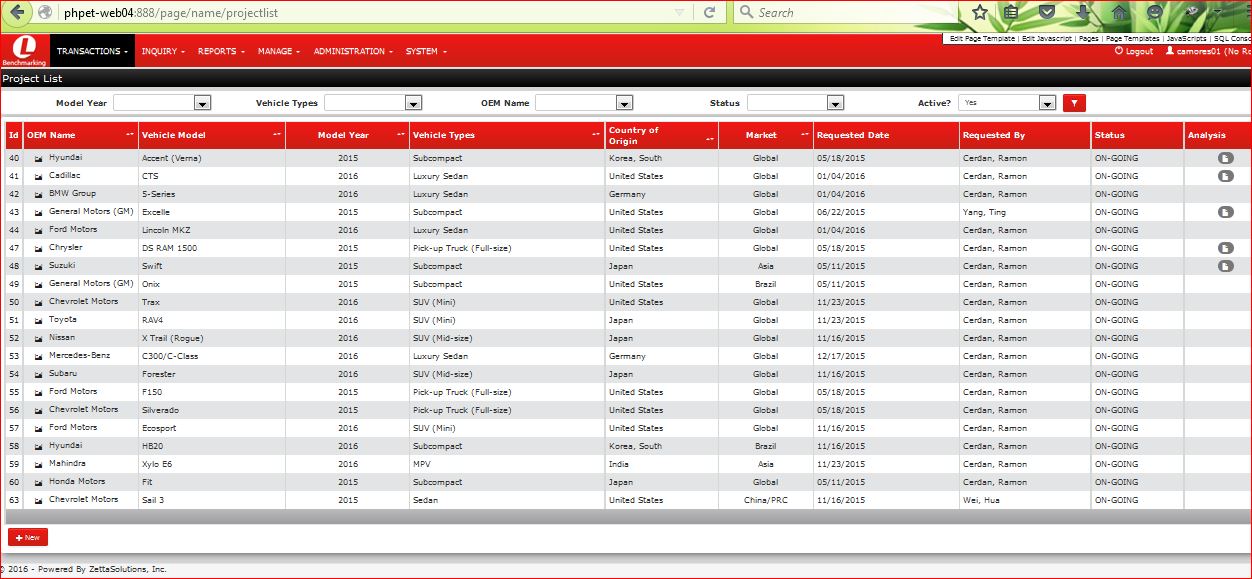 phpet-web04:888/page/name/projectlist Search
Edit Page Template | Edit Javascript | Pages | Page Templates | JavaScripts | SQL Cons
L Benchmarking TRANSACTIONS INQUIRY REPORTS MANAGE ADMINISTRATION SYSTEM Logout camores01 (No Ro
Project List
Model Year Vehicle Types OEM Name Status Active? Yes
Id OEM Name Vehicle Model Model Year Vehicle Types Country of Origin Market Requested Date Requested By Status Analysis
40 Hyundai Accent (Verna) 2015 Subcompact Korea, South Global 05/18/2015 Cerdan, Ramon ON-GOING
41 Cadillac CTS 2016 Luxury Sedan United States Global 01/04/2016 Cerdan, Ramon ON-GOING
42 BMW Group 5-Series 2016 Luxury Sedan Germany Global 01/04/2016 Cerdan, Ramon ON-GOING
43 General Motors (GM) Excelle 2015 Subcompact United States Global 06/22/2015 Yang, Ting ON-GOING
44 Ford Motors Lincoln MKZ 2016 Luxury Sedan United States Global 01/04/2016 Cerdan, Ramon ON-GOING
47 Chrysler DS RAM 1500 2015 Pick-up Truck (Full-size) United States Global 05/18/2015 Cerdan, Ramon ON-GOING
48 Suzuki Swift 2015 Subcompact Japan Asia 05/11/2015 Cerdan, Ramon ON-GOING
49 General Motors (GM) Onix 2015 Subcompact United States Brazil 05/11/2015 Cerdan, Ramon ON-GOING
50 Chevrolet Motors Trax 2016 SUV (Mini) United States Global 11/23/2015 Cerdan, Ramon ON-GOING
51 Toyota RAV4 2016 SUV (Mini) Japan Global 11/23/2015 Cerdan, Ramon ON-GOING
52 Nissan X Trail (Rogue) 2016 SUV (Mid-size) Japan Global 11/16/2015 Cerdan, Ramon ON-GOING
53 Mercedes-Benz C300/C-Class 2016 Luxury Sedan Germany Global 12/17/2015 Cerdan, Ramon ON-GOING
54 Subaru Forester 2016 SUV (Mid-size) Japan Global 11/16/2015 Cerdan, Ramon ON-GOING
55 Ford Motors F150 2015 Pick-up Truck (Full-size) United States Global 05/18/2015 Cerdan, Ramon ON-GOING
56 Chevrolet Motors Silverado 2015 Pick-up Truck (Full-size) United States Global 05/18/2015 Cerdan, Ramon ON-GOING
57 Ford Motors Ecosport 2016 SUV (Mini) United States Global 11/16/2015 Cerdan, Ramon ON-GOING
58 Hyundai HB20 2016 Subcompact Korea, South Brazil 11/16/2015 Cerdan, Ramon ON-GOING
59 Mahindra Xylo E6 2016 MPV India Asia 11/23/2015 Cerdan, Ramon ON-GOING
60 Honda Motors Fit 2015 Subcompact Japan Global 05/11/2015 Cerdan, Ramon ON-GOING
63 Chevrolet Motors Sail 3 2015 Sedan United States China/PRC 11/16/2015 Wei, Hua ON-GOING
+ New
© 2016 - Powered By ZettaSolutions, Inc.